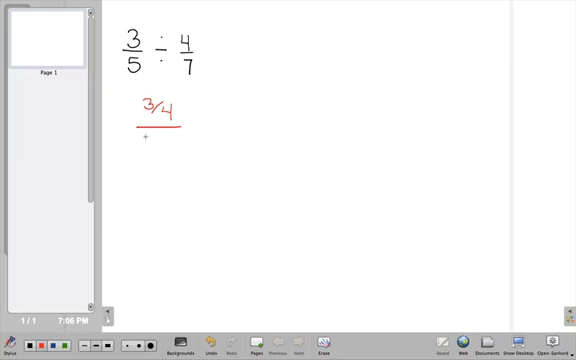 3/5 ÷ 4/7
3/4
Page 1
1 / 1
7:06 PM
Stylus
Backgrounds
Undo
Redo
Pages
Previous
Next
Erase
Board
Web
Documents
Show Desktop
Open-Sankoré